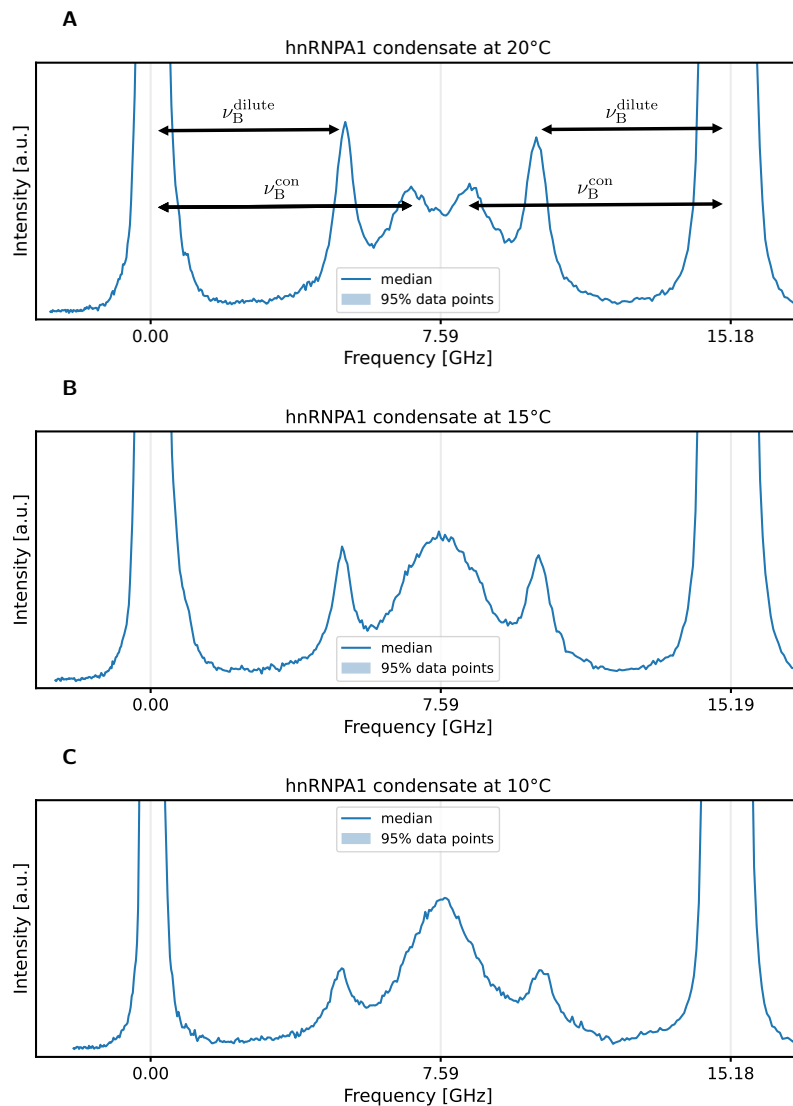 A
hnRNPA1 condensate at 20°C
Intensity [a.u.]
ν_B^dilute
ν_B^dilute
ν_B^con
ν_B^con
median
95% data points
0.00 7.59 15.18
Frequency [GHz]
B
hnRNPA1 condensate at 15°C
Intensity [a.u.]
median
95% data points
0.00 7.59 15.19
Frequency [GHz]
C
hnRNPA1 condensate at 10°C
Intensity [a.u.]
median
95% data points
0.00 7.59 15.18
Frequency [GHz]